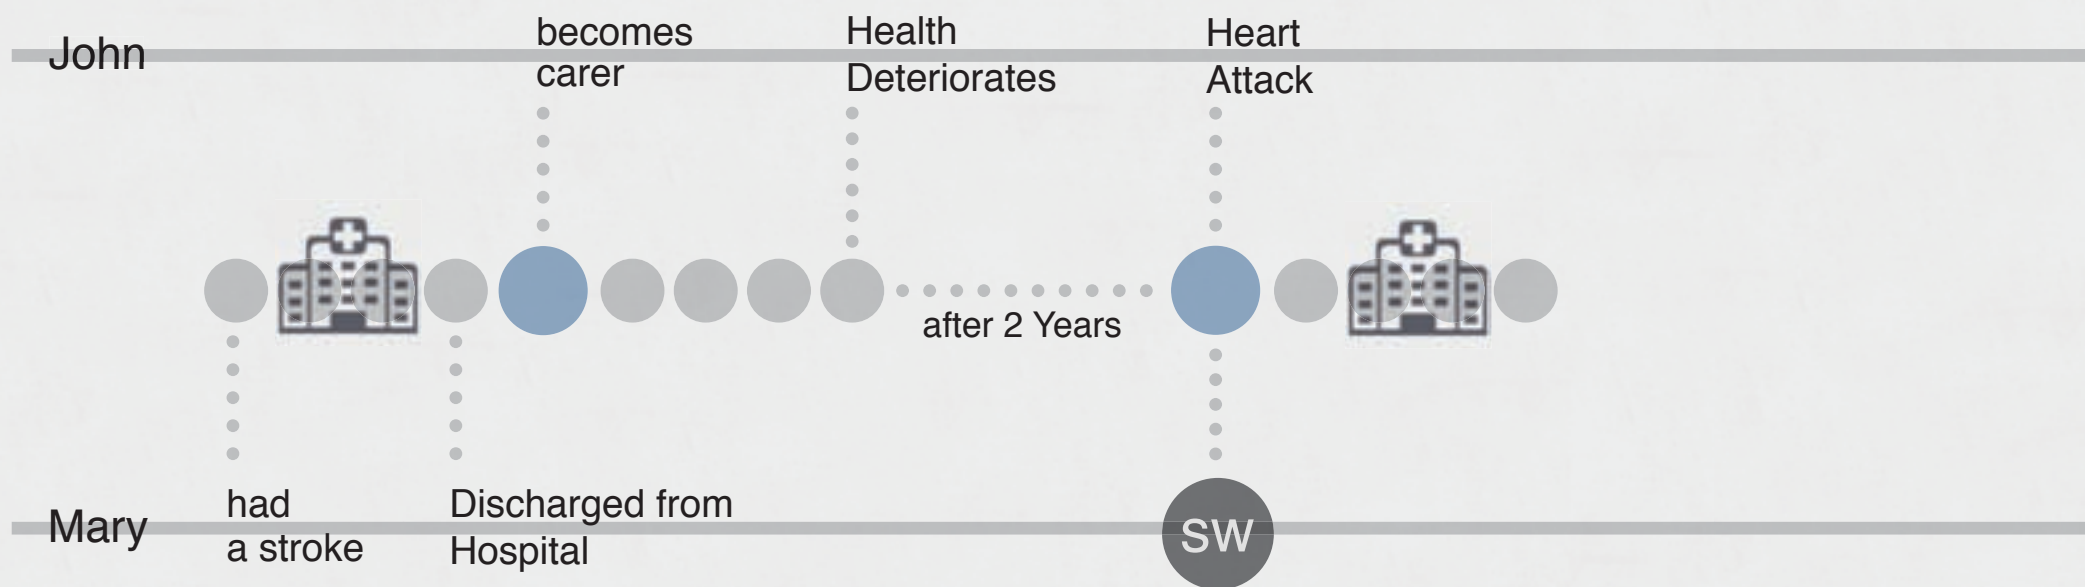 John
becomes
carer
Health
Deteriorates
Heart
Attack
after 2 Years
Mary
had
a stroke
Discharged from
Hospital
SW